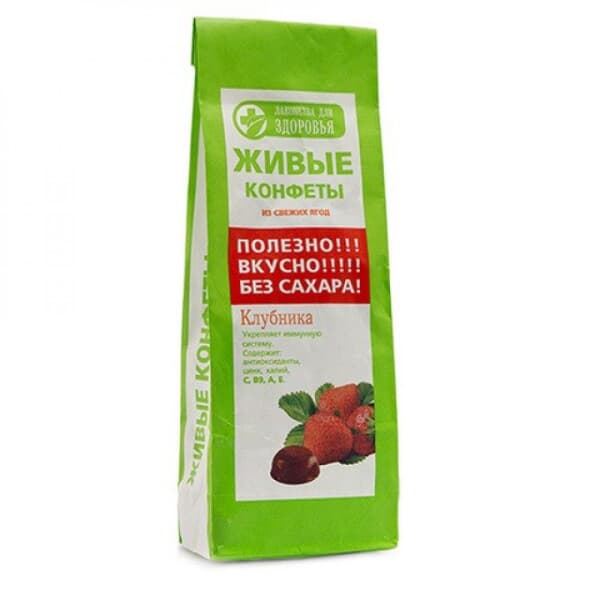 ЛАКОМСТВА ДЛЯ
ЗДОРОВЬЯ
ЖИВЫЕ
КОНФЕТЫ
ИЗ СВЕЖИХ ЯГОД
ПОЛЕЗНО!!!
ВКУСНО!!!!!
БЕЗ САХАРА!
Клубника
Укрепляет иммунную
систему.
Содержит:
антиоксиданты,
цинк, калий,
С, В9, А, Е.
ЖИВЫЕ КОНФЕТЫ